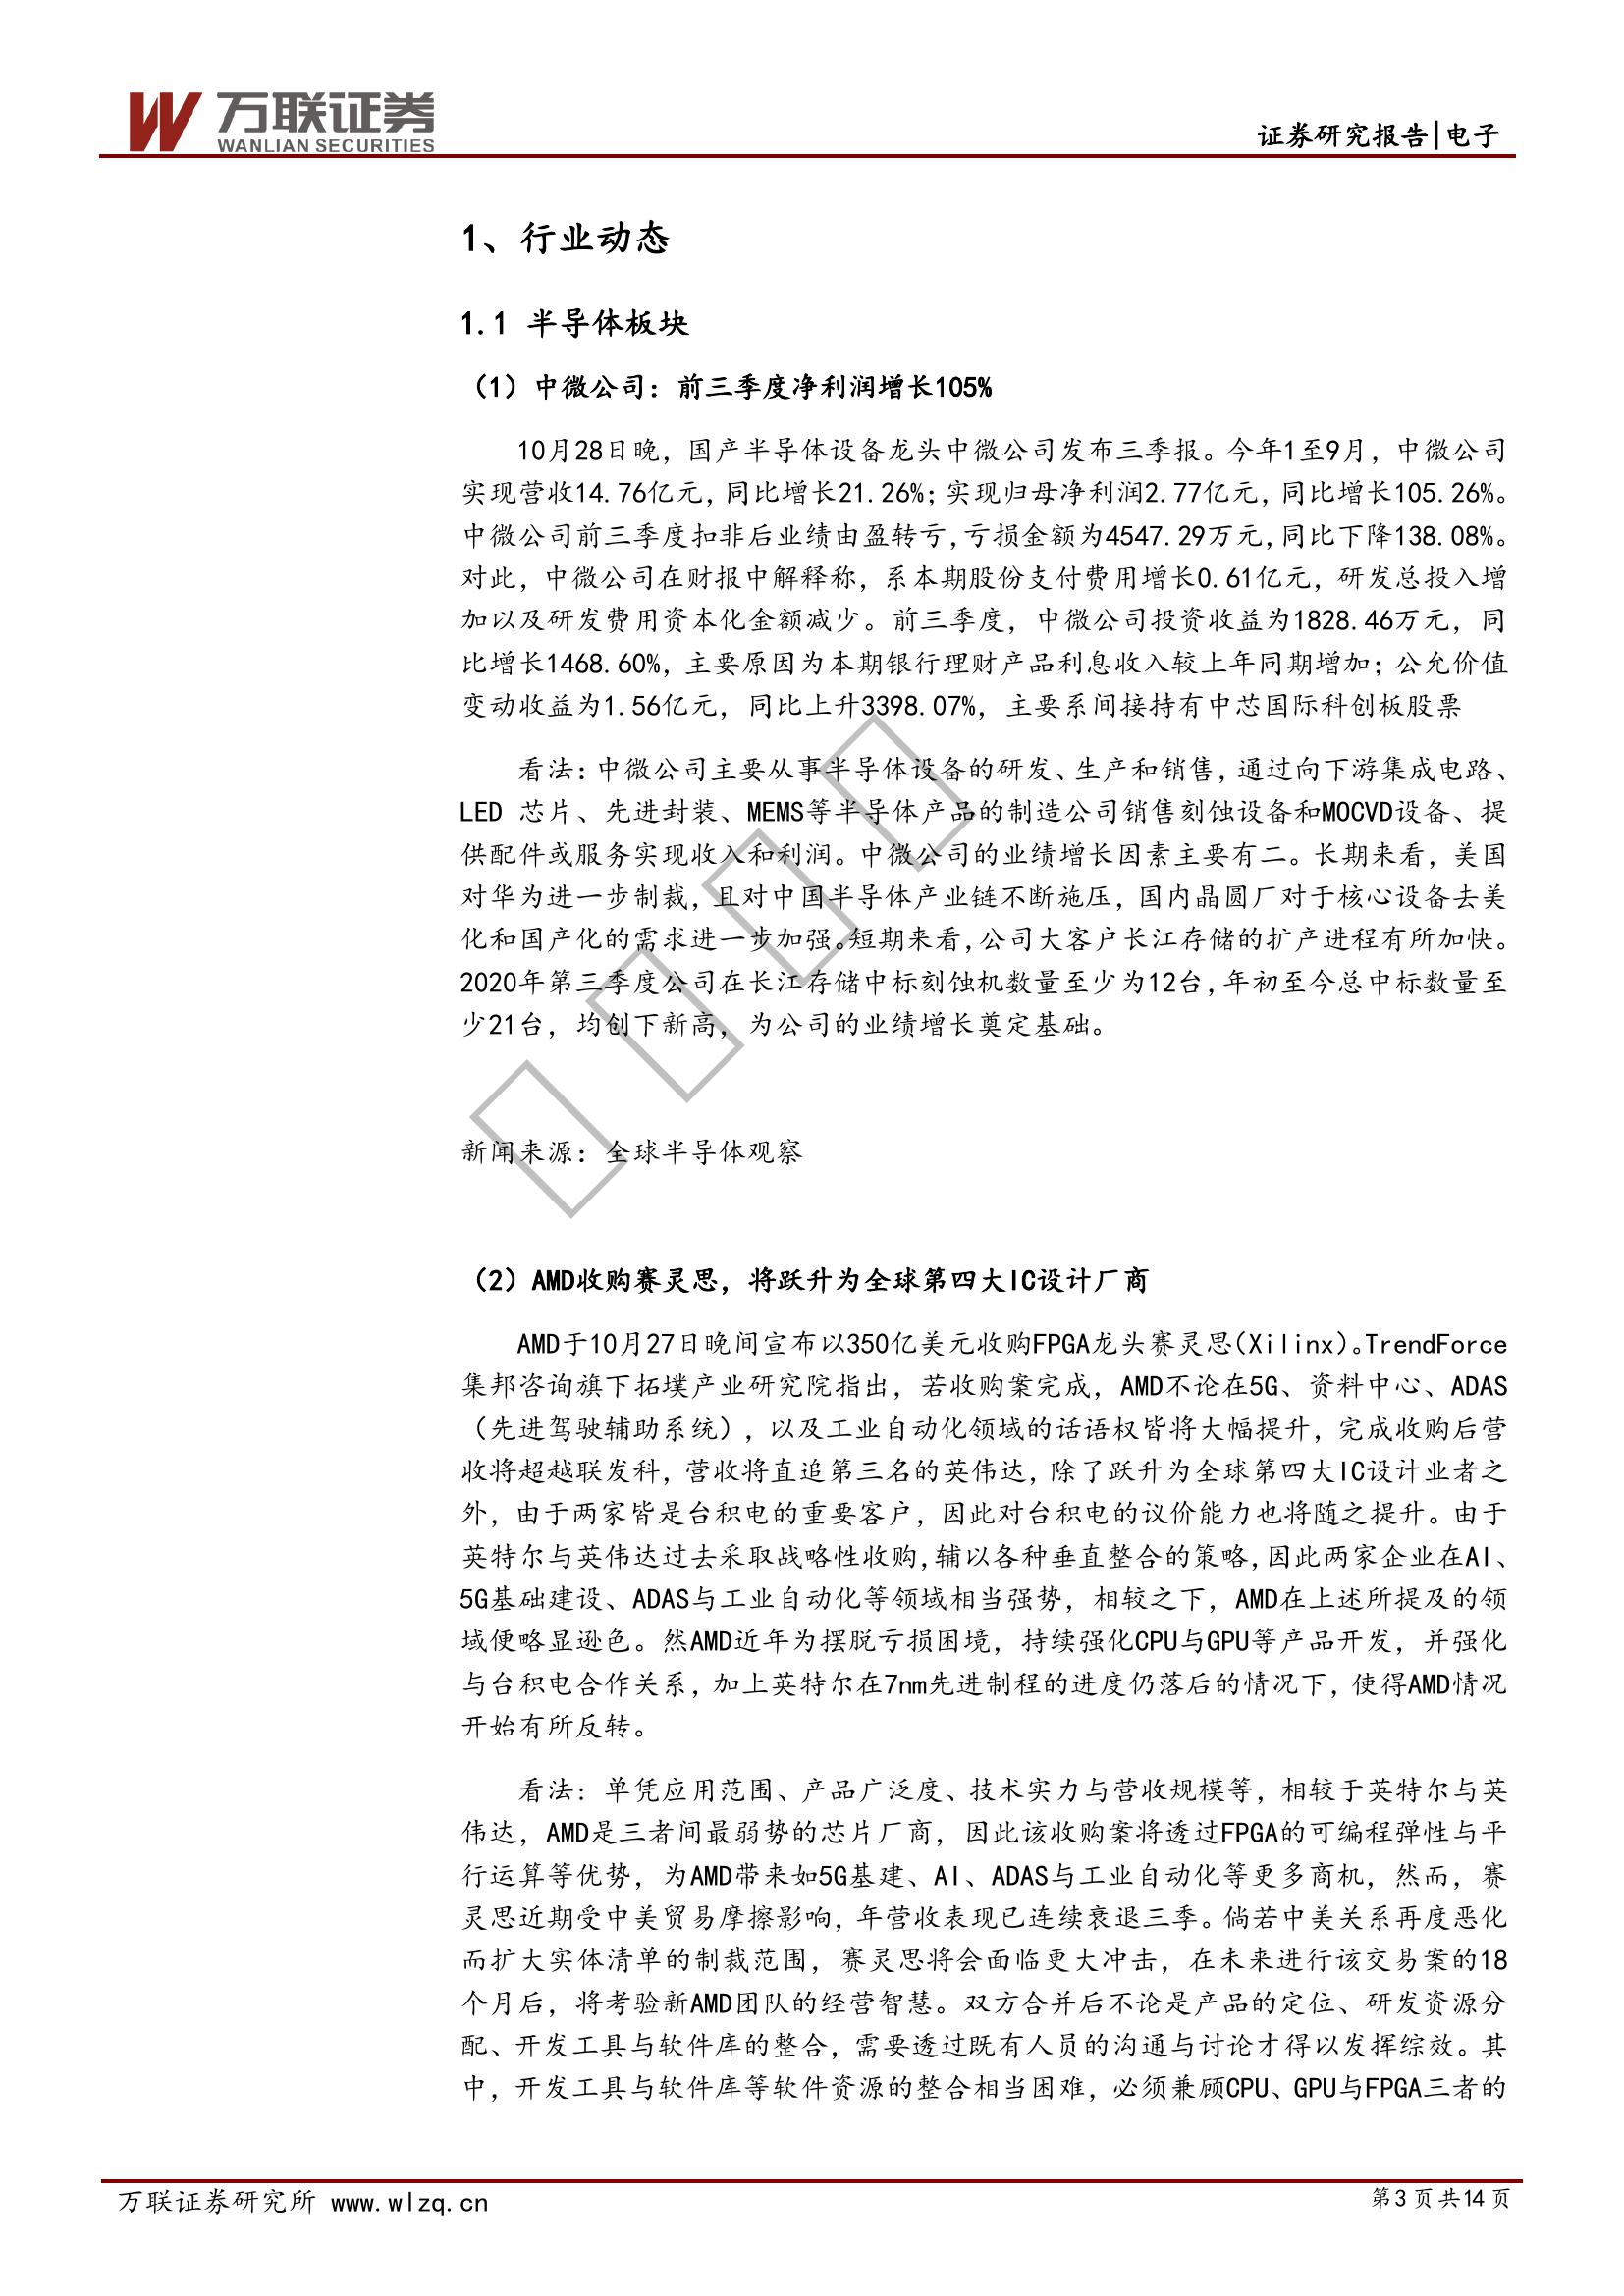 万联证券
WANLIAN SECURITIES
证券研究报告|电子
1、行业动态
1.1 半导体板块
（1）中微公司：前三季度净利润增长105%
10月28日晚，国产半导体设备龙头中微公司发布三季报。今年1至9月，中微公司
实现营收14.76亿元，同比增长21.26%；实现归母净利润2.77亿元，同比增长105.26%。
中微公司前三季度扣非后业绩由盈转亏，亏损金额为4547.29万元，同比下降138.08%。
对此，中微公司在财报中解释称，系本期股份支付费用增长0.61亿元，研发总投入增
加以及研发费用资本化金额减少。前三季度，中微公司投资收益为1828.46万元，同
比增长1468.60%，主要原因为本期银行理财产品利息收入较上年同期增加；公允价值
变动收益为1.56亿元，同比上升3398.07%，主要系间接持有中芯国际科创板股票
看法：中微公司主要从事半导体设备的研发、生产和销售，通过向下游集成电路、
LED 芯片、先进封装、MEMS等半导体产品的制造公司销售刻蚀设备和MOCVD设备、提
供配件或服务实现收入和利润。中微公司的业绩增长因素主要有二。长期来看，美国
对华为进一步制裁，且对中国半导体产业链不断施压，国内晶圆厂对于核心设备去美
化和国产化的需求进一步加强。短期来看，公司大客户长江存储的扩产进程有所加快。
2020年第三季度公司在长江存储中标刻蚀机数量至少为12台，年初至今总中标数量至
少21台，均创下新高，为公司的业绩增长奠定基础。
新闻来源：全球半导体观察
（2）AMD收购赛灵思，将跃升为全球第四大IC设计厂商
AMD于10月27日晚间宣布以350亿美元收购FPGA龙头赛灵思(Xilinx)。TrendForce
集邦咨询旗下拓墣产业研究院指出，若收购案完成，AMD不论在5G、资料中心、ADAS
（先进驾驶辅助系统），以及工业自动化领域的话语权皆将大幅提升，完成收购后营
收将超越联发科，营收将直追第三名的英伟达，除了跃升为全球第四大IC设计业者之
外，由于两家皆是台积电的重要客户，因此对台积电的议价能力也将随之提升。由于
英特尔与英伟达过去采取战略性收购，辅以各种垂直整合的策略，因此两家企业在AI、
5G基础建设、ADAS与工业自动化等领域相当强势，相较之下，AMD在上述所提及的领
域便略显逊色。然AMD近年为摆脱亏损困境，持续强化CPU与GPU等产品开发，并强化
与台积电合作关系，加上英特尔在7nm先进制程的进度仍落后的情况下，使得AMD情况
开始有所反转。
看法：单凭应用范围、产品广泛度、技术实力与营收规模等，相较于英特尔与英
伟达，AMD是三者间最弱势的芯片厂商，因此该收购案将透过FPGA的可编程弹性与平
行运算等优势，为AMD带来如5G基建、AI、ADAS与工业自动化等更多商机，然而，赛
灵思近期受中美贸易摩擦影响，年营收表现已连续衰退三季。倘若中美关系再度恶化
而扩大实体清单的制裁范围，赛灵思将会面临更大冲击，在未来进行该交易案的18
个月后，将考验新AMD团队的经营智慧。双方合并后不论是产品的定位、研发资源分
配、开发工具与软件库的整合，需要透过既有人员的沟通与讨论才得以发挥综效。其
中，开发工具与软件库等软件资源的整合相当困难，必须兼顾CPU、GPU与FPGA三者的
万联证券研究所 www.wlzq.cn
第3页共14页